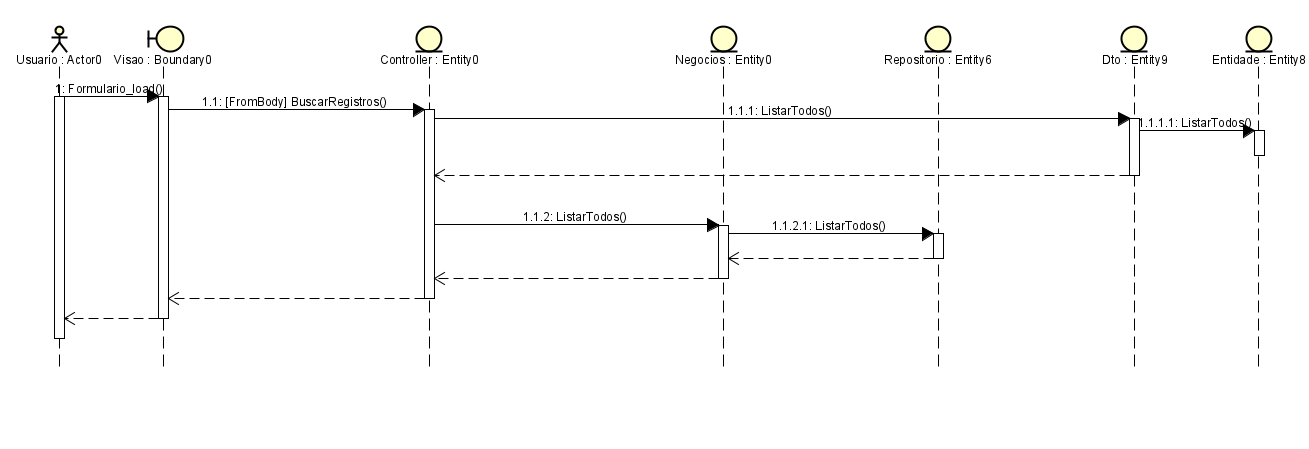 Usuario : Actor0
Visao : Boundary0
Controller : Entity0
Negocios : Entity0
Repositorio : Entity6
Dto : Entity9
Entidade : Entity8
1: Formulario_load()
1.1: [FromBody] BuscarRegistros()
1.1.1: ListarTodos()
1.1.1.1: ListarTodos()
1.1.2: ListarTodos()
1.1.2.1: ListarTodos()